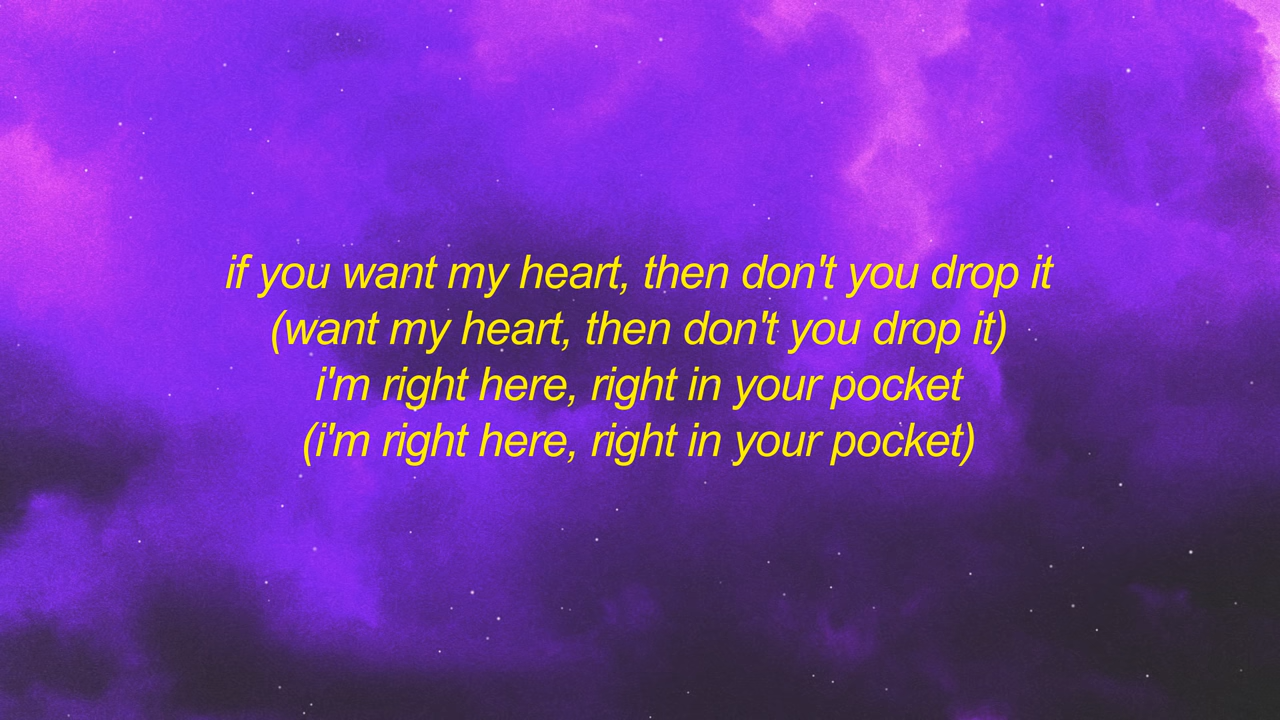 if you want my heart, then don't you drop it
(want my heart, then don't you drop it)
i'm right here, right in your pocket
(i'm right here, right in your pocket)